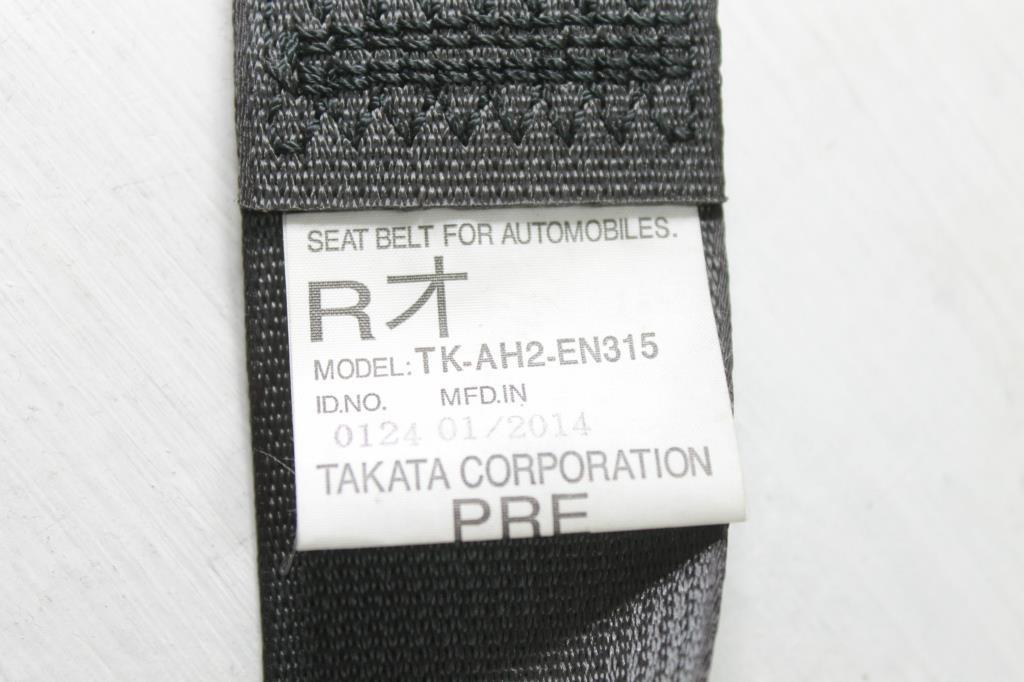 SEAT BELT FOR AUTOMOBILES.
Rオ
MODEL: TK-AH2-EN315
ID.NO. MFD.IN
0124 01/2014
TAKATA CORPORATION
PRE